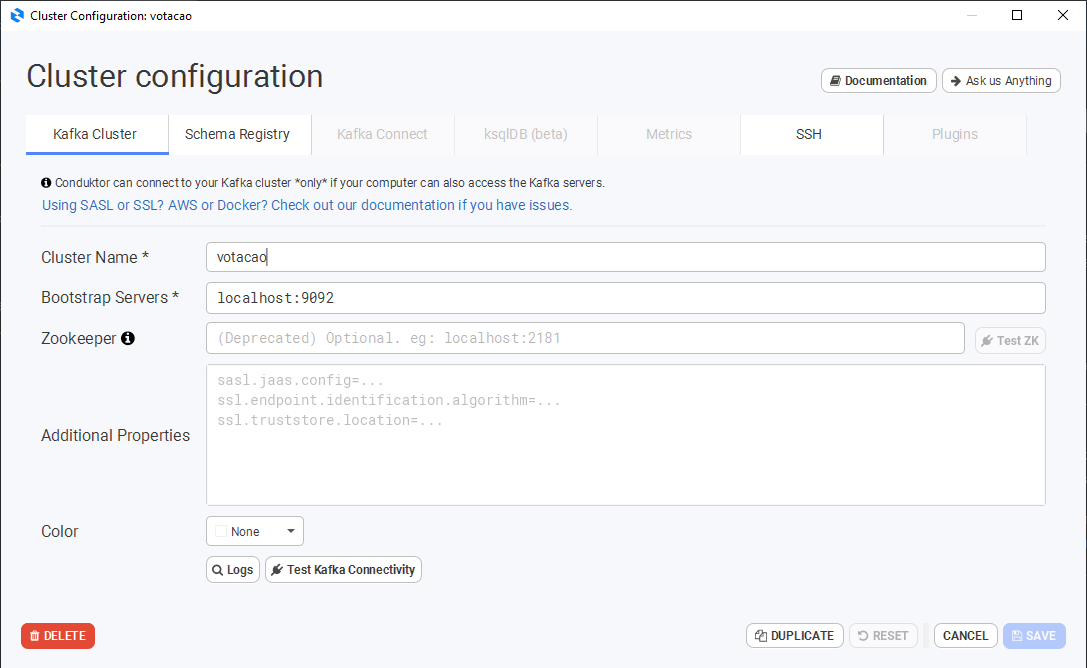 Cluster Configuration: votacao
Cluster configuration
Documentation
Ask us Anything
Kafka Cluster
Schema Registry
Kafka Connect
ksqlDB (beta)
Metrics
SSH
Plugins
Conduktor can connect to your Kafka cluster *only* if your computer can also access the Kafka servers.
Using SASL or SSL? AWS or Docker? Check out our documentation if you have issues.
Cluster Name *
votacao
Bootstrap Servers *
localhost:9092
Zookeeper
(Deprecated) Optional. eg: localhost:2181
Test ZK
Additional Properties
sasl.jaas.config=...
ssl.endpoint.identification.algorithm=...
ssl.truststore.location=...
Color
None
Logs
Test Kafka Connectivity
DELETE
DUPLICATE
RESET
CANCEL
SAVE